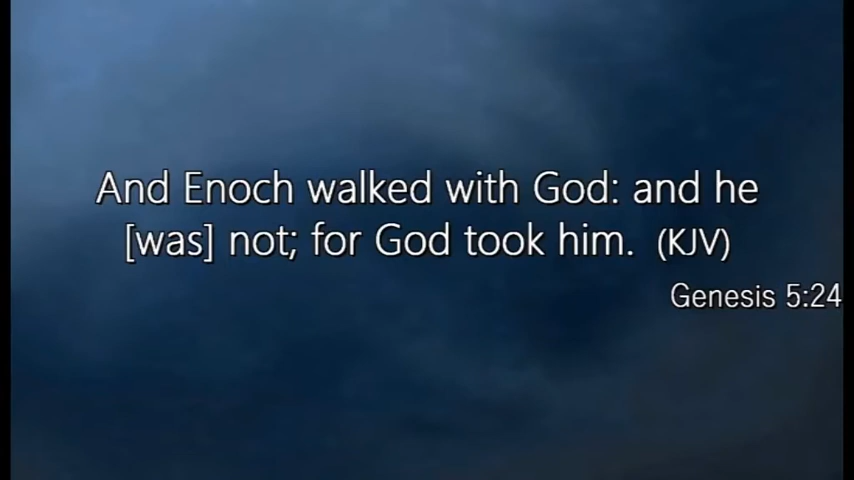 And Enoch walked with God: and he
[was] not; for God took him. (KJV)
Genesis 5:24